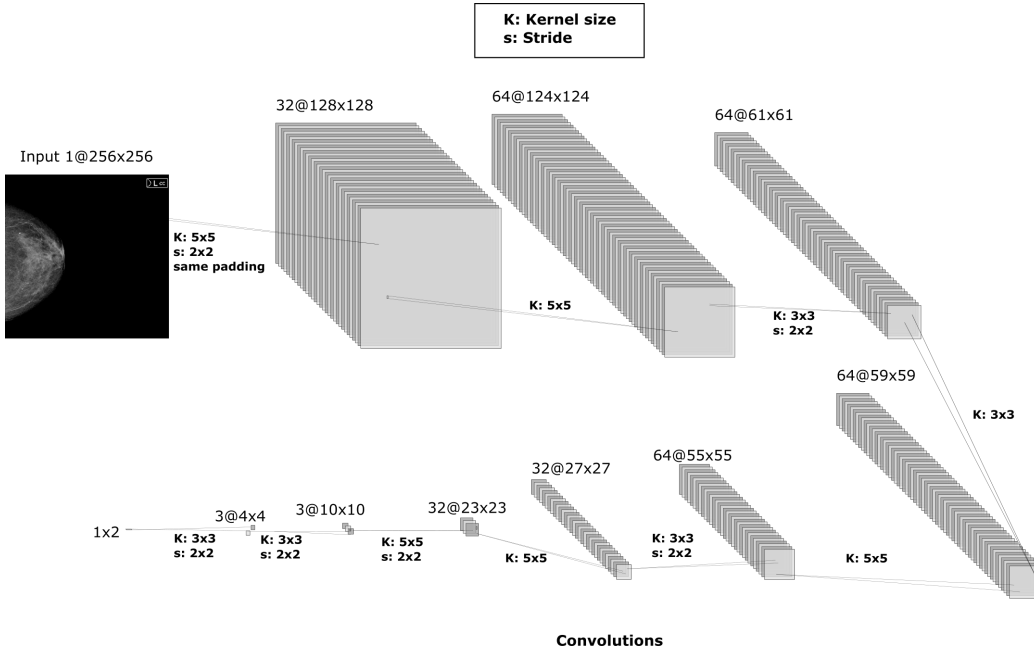 K: Kernel size
s: Stride
32@128x128
64@124x124
64@61x61
Input 1@256x256
L
K: 5x5
s: 2x2
same padding
K: 5x5
K: 3x3
s: 2x2
64@59x59
K: 3x3
64@55x55
32@27x27
32@23x23
3@10x10
3@4x4
1x2
K: 3x3
s: 2x2
K: 3x3
s: 2x2
K: 5x5
s: 2x2
K: 5x5
K: 3x3
s: 2x2
K: 5x5
Convolutions